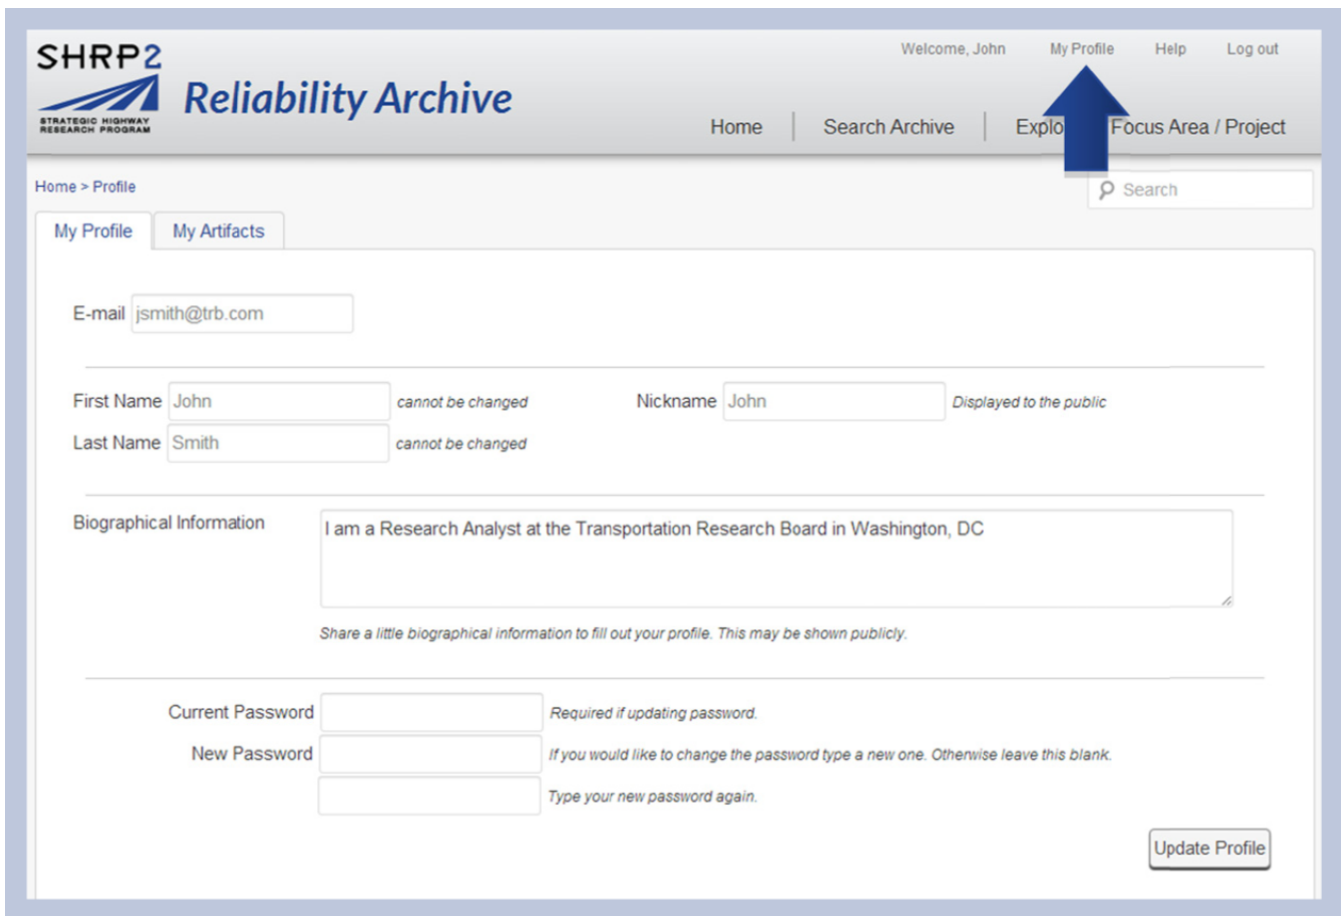 SHRP2
STRATEGIC HIGHWAY
RESEARCH PROGRAM
Reliability Archive
Welcome, John My Profile Help Log out
Home Search Archive Explo Focus Area / Project
Home > Profile
Search
My Profile My Artifacts
E-mail jsmith@trb.com
First Name John cannot be changed Nickname John Displayed to the public
Last Name Smith cannot be changed
Biographical Information I am a Research Analyst at the Transportation Research Board in Washington, DC
Share a little biographical information to fill out your profile. This may be shown publicly.
Current Password Required if updating password.
New Password If you would like to change the password type a new one. Otherwise leave this blank.
Type your new password again.
Update Profile